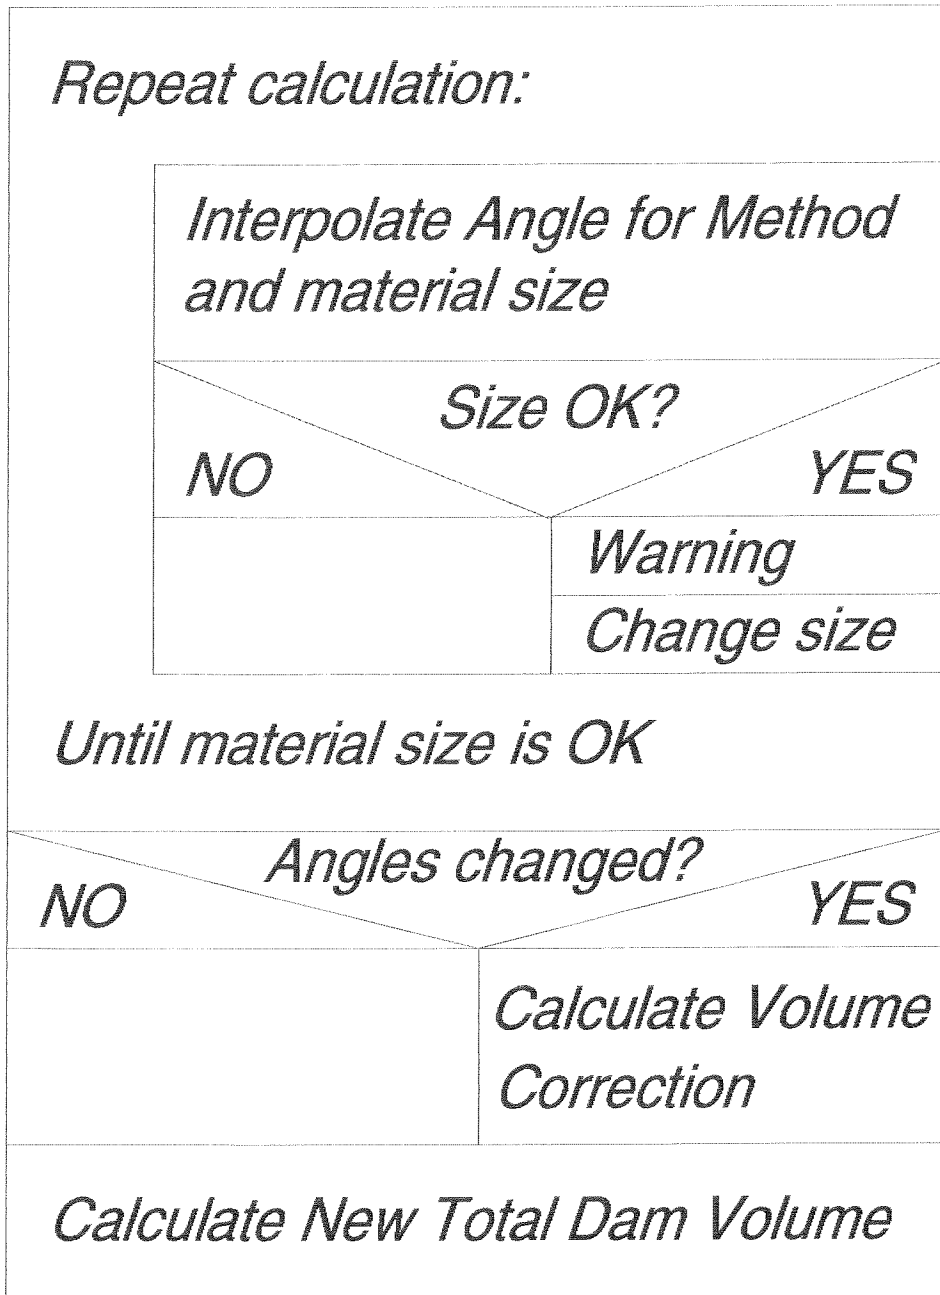 Repeat calculation:
Interpolate Angle for Method
and material size
Size OK?
NO
YES
Warning
Change size
Until material size is OK
Angles changed?
NO
YES
Calculate Volume
Correction
Calculate New Total Dam Volume